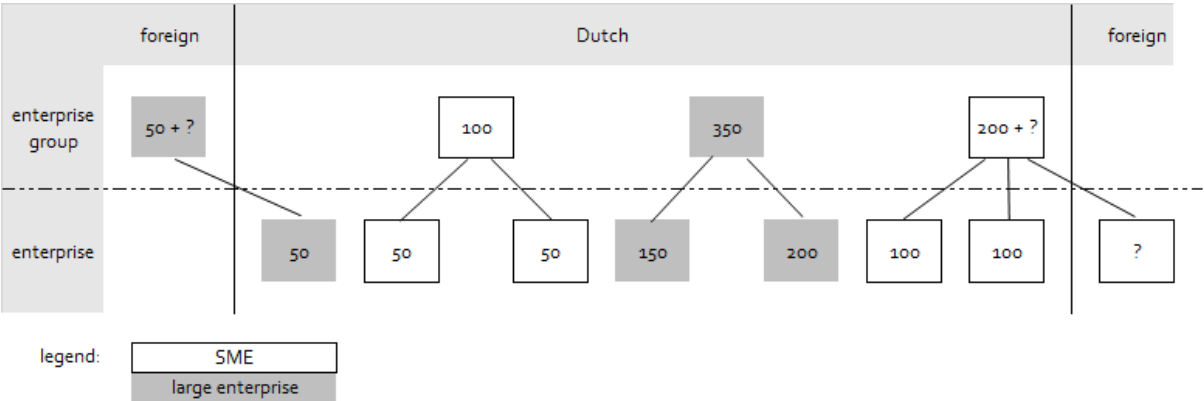 foreign
Dutch
foreign
enterprise
group
50 + ?
100
350
200 + ?
enterprise
50
50
50
150
200
100
100
?
legend:
SME
large enterprise